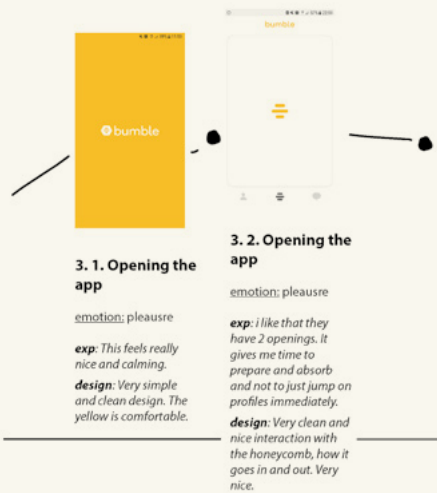 bumble
bumble
3. 1. Opening the
app
emotion: pleausre
exp: This feels really
nice and calming.
design: Very simple
and clean design. The
yellow is comfortable.
3. 2. Opening the
app
emotion: pleausre
exp: i like that they
have 2 openings. It
gives me time to
prepare and absorb
and not to just jump on
profiles immediately.
design: Very clean and
nice interaction with
the honeycomb, how it
goes in and out. Very
nice.